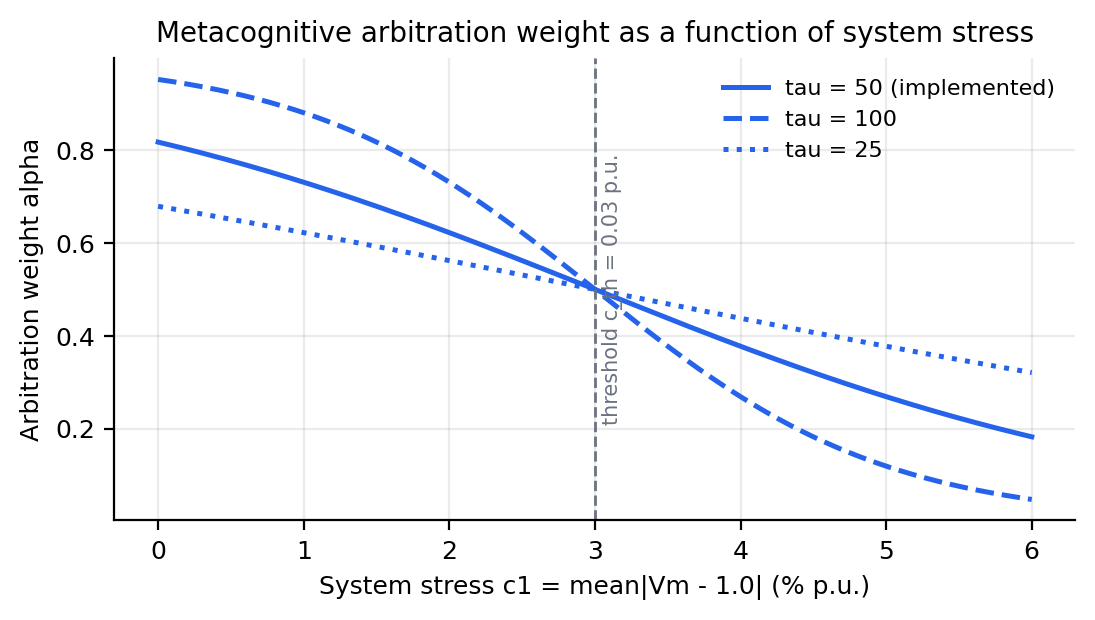 Metacognitive arbitration weight as a function of system stress
tau = 50 (implemented)
tau = 100
tau = 25
threshold c_th = 0.03 p.u.
Arbitration weight alpha
0.8
0.6
0.4
0.2
0 1 2 3 4 5 6
System stress c1 = mean|Vm - 1.0| (% p.u.)